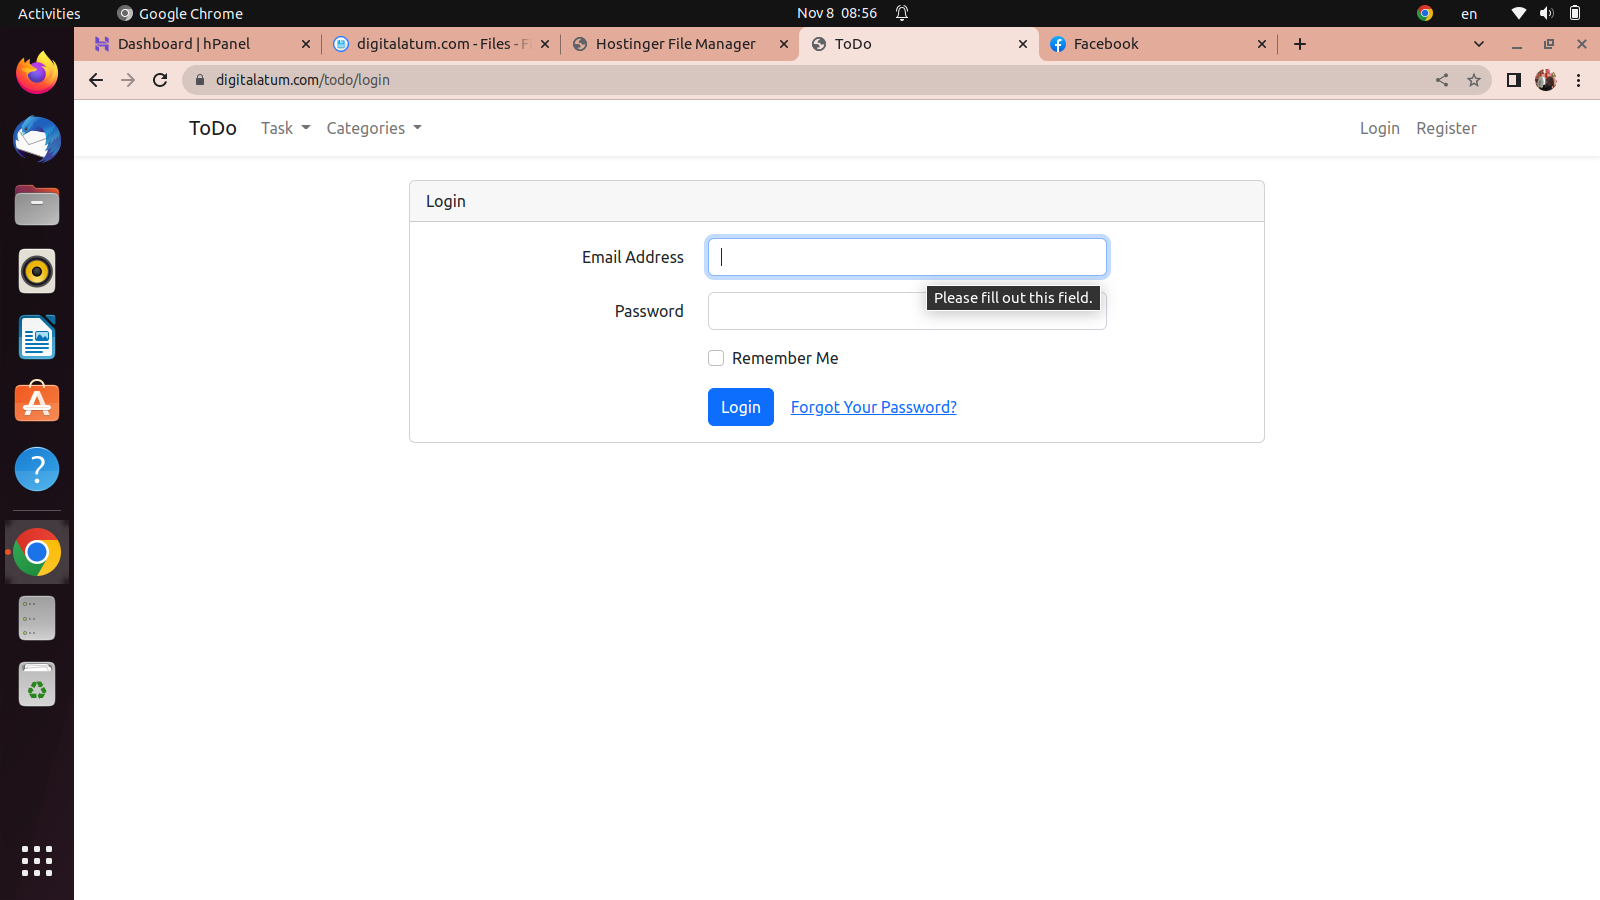 Activities Google Chrome Nov 8 08:56 en
Dashboard | hPanel digitalatum.com - Files - Hostinger File Manager ToDo Facebook
digitalatum.com/todo/login
ToDo Task Categories Login Register
Login
Email Address
Please fill out this field.
Password
Remember Me
Login Forgot Your Password?